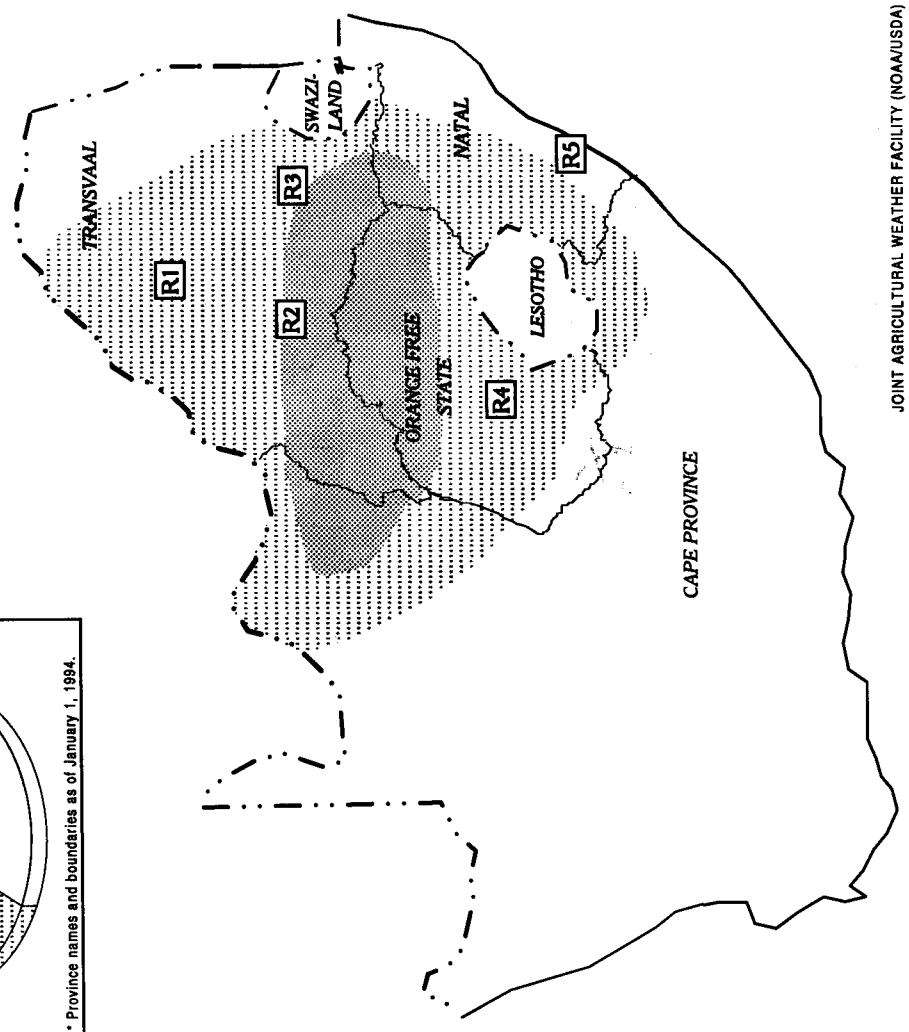 * Province names and boundaries as of January 1, 1994.
TRANSVAAL
R1
SWAZI-
LAND
R3
R2
NATAL
R5
ORANGE FREE
STATE
LESOTHO
R4
CAPE PROVINCE
JOINT AGRICULTURAL WEATHER FACILITY (NOAA/USDA)